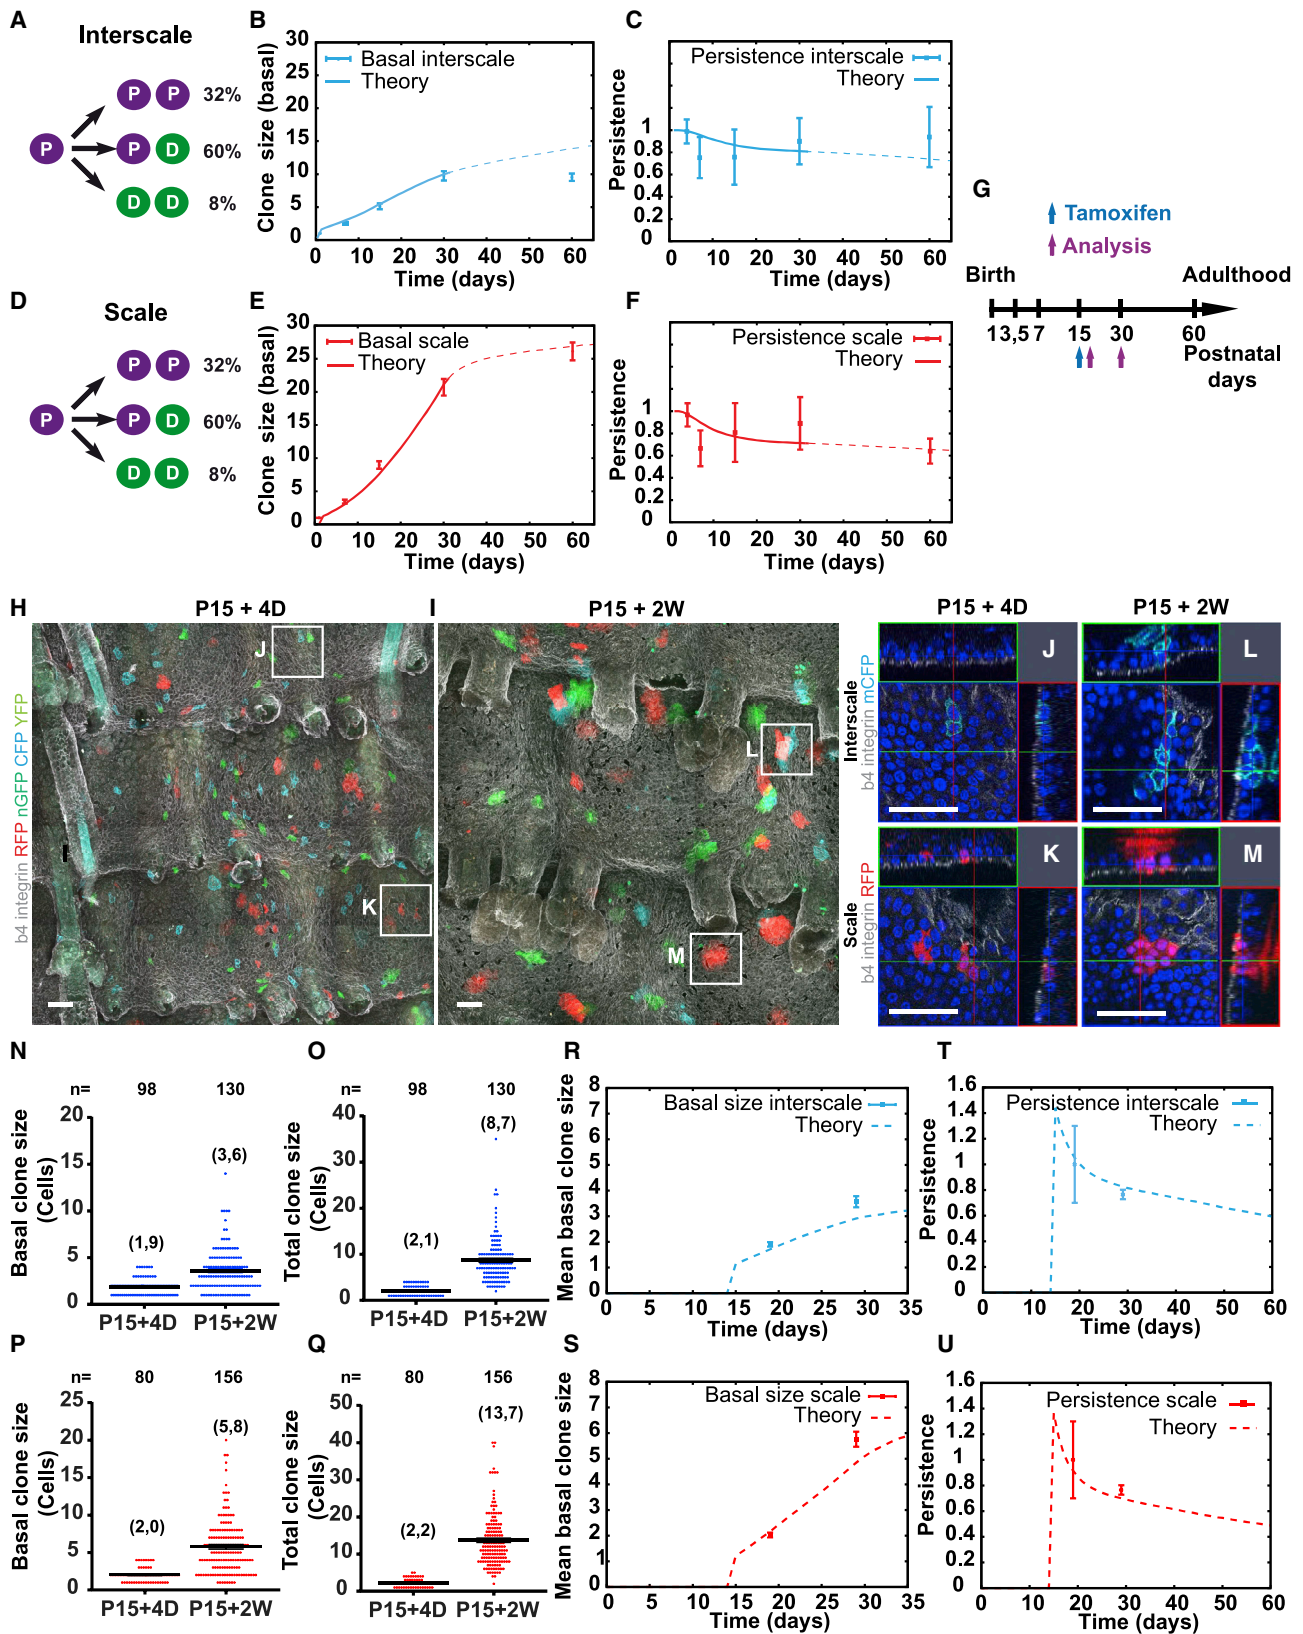 A
Interscale
P
P P 32%
P D 60%
D D 8%
B
Clone size (basal)
30
25
20
15
10
5
0
Basal interscale
Theory
0 10 20 30 40 50 60
Time (days)
C
Persistence
1
0.8
0.6
0.4
0.2
0
Persistence interscale
Theory
0 10 20 30 40 50 60
Time (days)
D
Scale
P
P P 32%
P D 60%
D D 8%
E
Clone size (basal)
30
25
20
15
10
5
0
Basal scale
Theory
0 10 20 30 40 50 60
Time (days)
F
Persistence
1
0.8
0.6
0.4
0.2
0
Persistence scale
Theory
0 10 20 30 40 50 60
Time (days)
G
Tamoxifen
Analysis
Birth Adulthood
1 3,5 7 15 30 60
Postnatal
days
H
P15 + 4D
b4 integrin RFP nGFP CFP YFP
J
K
I
P15 + 2W
L
M
P15 + 4D P15 + 2W
Interscale
b4 integrin mCFP
J L
Scale
b4 integrin RFP
K M
N
n= 98 130
Basal clone size
(Cells)
20
15
10
5
0
(1,9) (3,6)
P15+4D P15+2W
O
n= 98 130
Total clone size
(Cells)
40
30
20
10
0
(2,1) (8,7)
P15+4D P15+2W
R
Mean basal clone size
8
7
6
5
4
3
2
1
0
Basal size interscale
Theory
0 5 10 15 20 25 30 35
Time (days)
T
Persistence
1.6
1.4
1.2
1
0.8
0.6
0.4
0.2
0
Persistence interscale
Theory
0 10 20 30 40 50 60
Time (days)
P
n= 80 156
Basal clone size
(Cells)
25
20
15
10
5
0
(2,0) (5,8)
P15+4D P15+2W
Q
n= 80 156
Total clone size
(Cells)
50
40
30
20
10
0
(2,2) (13,7)
P15+4D P15+2W
S
Mean basal clone size
8
7
6
5
4
3
2
1
0
Basal size scale
Theory
0 5 10 15 20 25 30 35
Time (days)
U
Persistence
1.6
1.4
1.2
1
0.8
0.6
0.4
0.2
0
Persistence scale
Theory
0 10 20 30 40 50 60
Time (days)